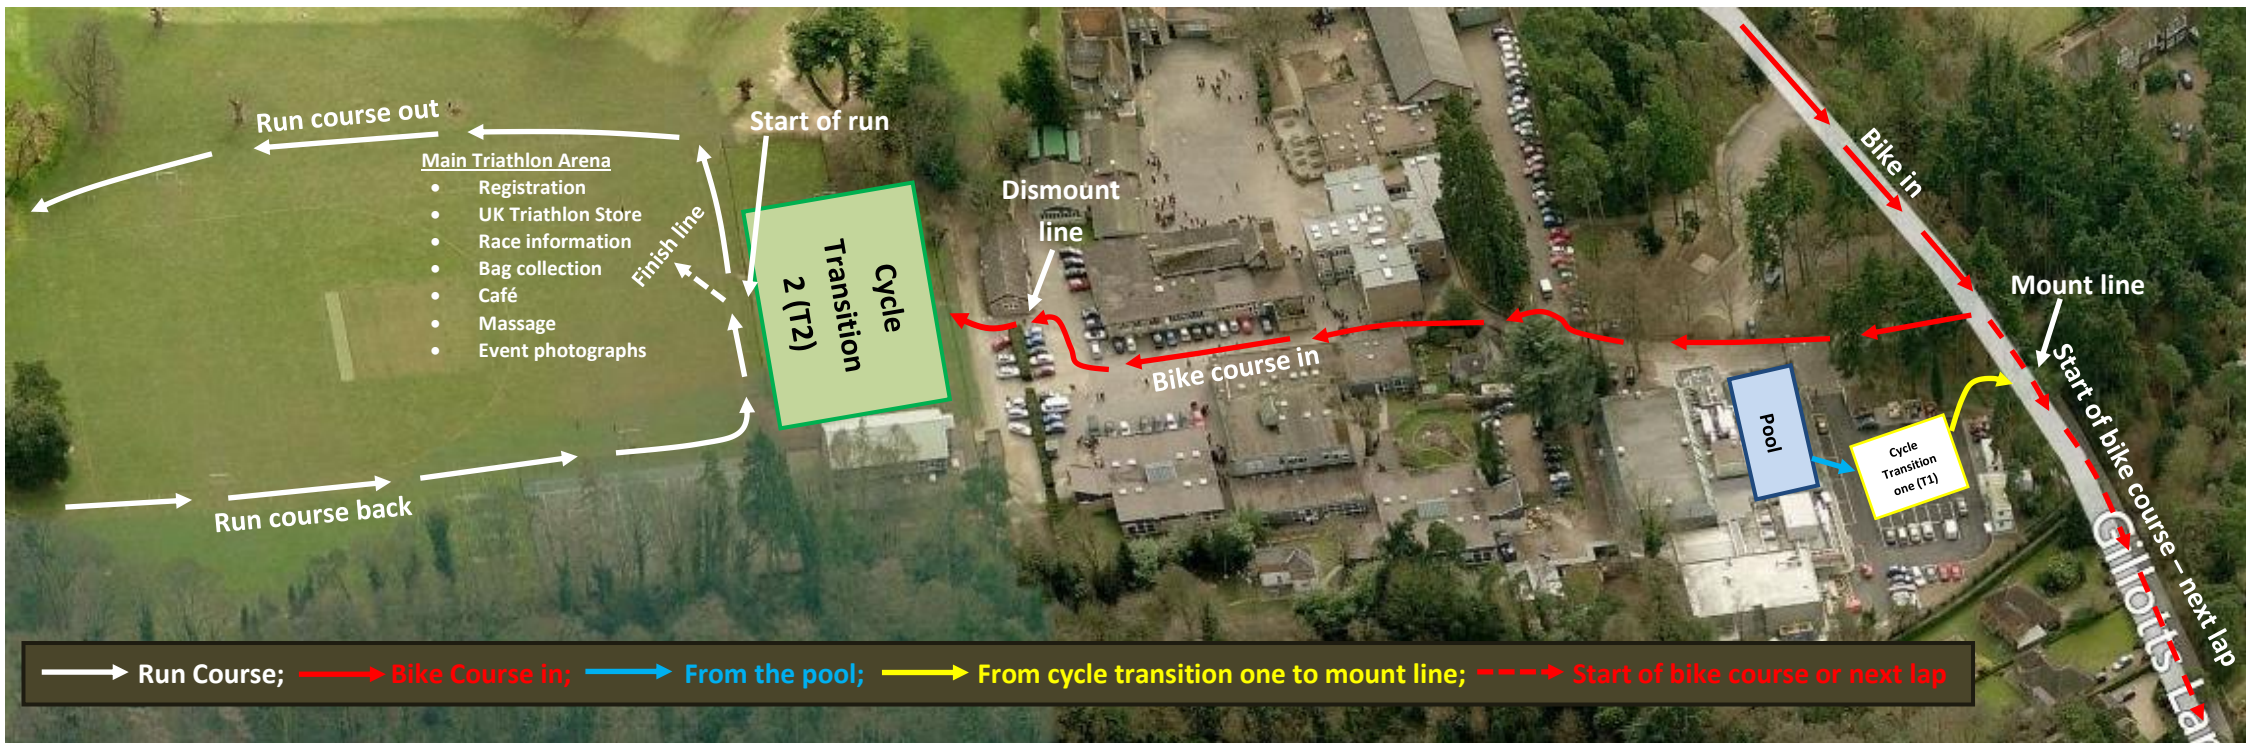 Run course out
Main Triathlon Arena
• Registration
• UK Triathlon Store
• Race information
• Bag collection
• Café
• Massage
• Event photographs
Finish line
Start of run
Cycle
Transition
2 (T2)
Run course back
Dismount
line
Bike course in
Bike in
Mount line
Pool
Cycle
Transition
one (T1)
Start of bike course – next lap
Gillotts La
Run Course; Bike Course in; From the pool; From cycle transition one to mount line; Start of bike course or next lap